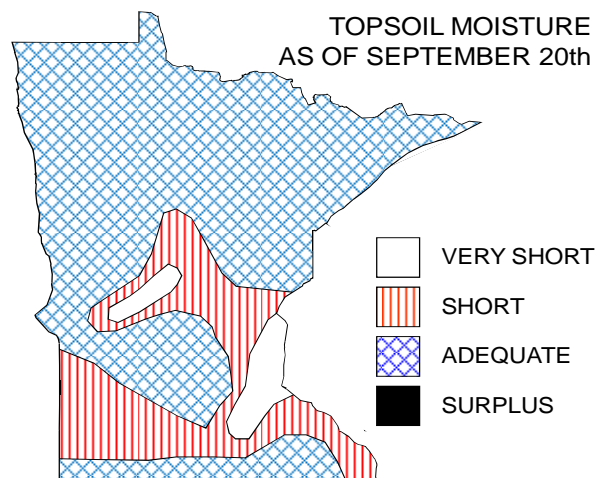 TOPSOIL MOISTURE
AS OF SEPTEMBER 20th
VERY SHORT
SHORT
ADEQUATE
SURPLUS